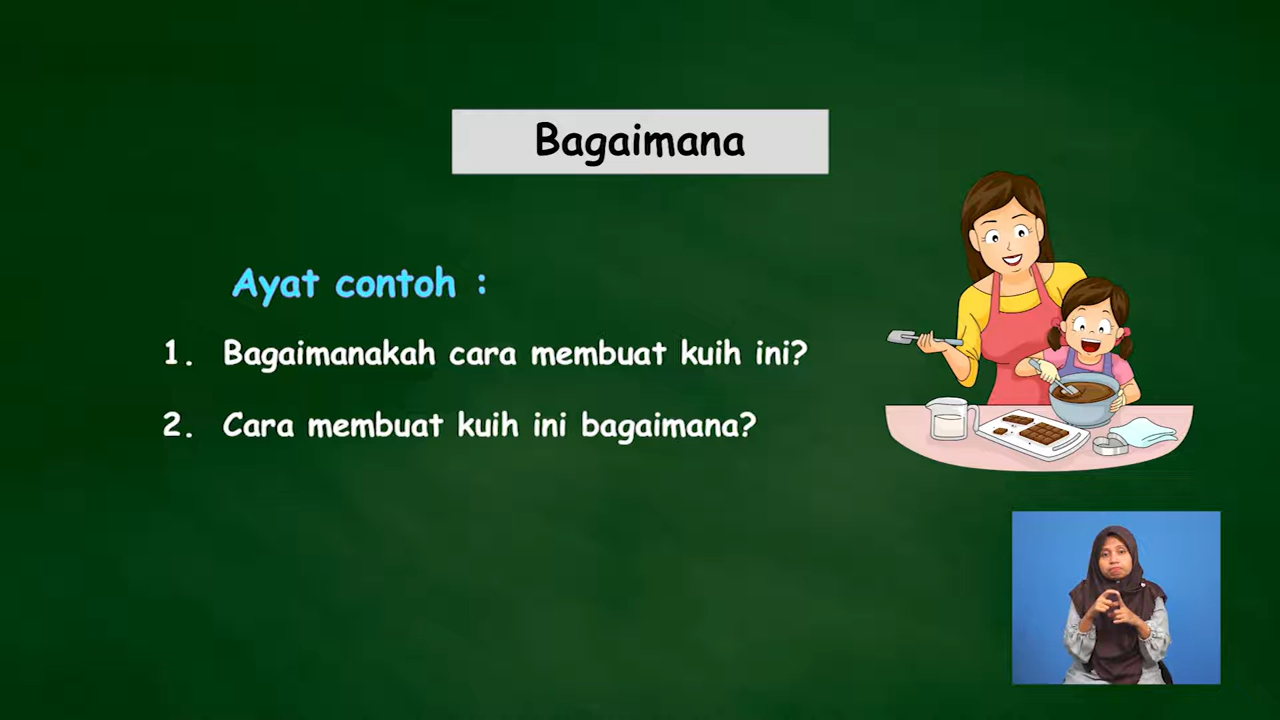 Bagaimana
Ayat contoh :
1. Bagaimanakah cara membuat kuih ini?
2. Cara membuat kuih ini bagaimana?